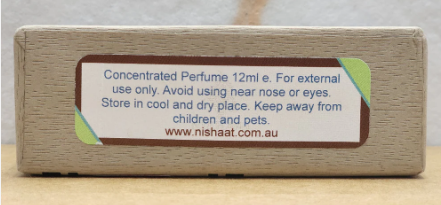 Concentrated Perfume 12ml e. For external
use only. Avoid using near nose or eyes.
Store in cool and dry place. Keep away from
children and pets.
www.nishaat.com.au